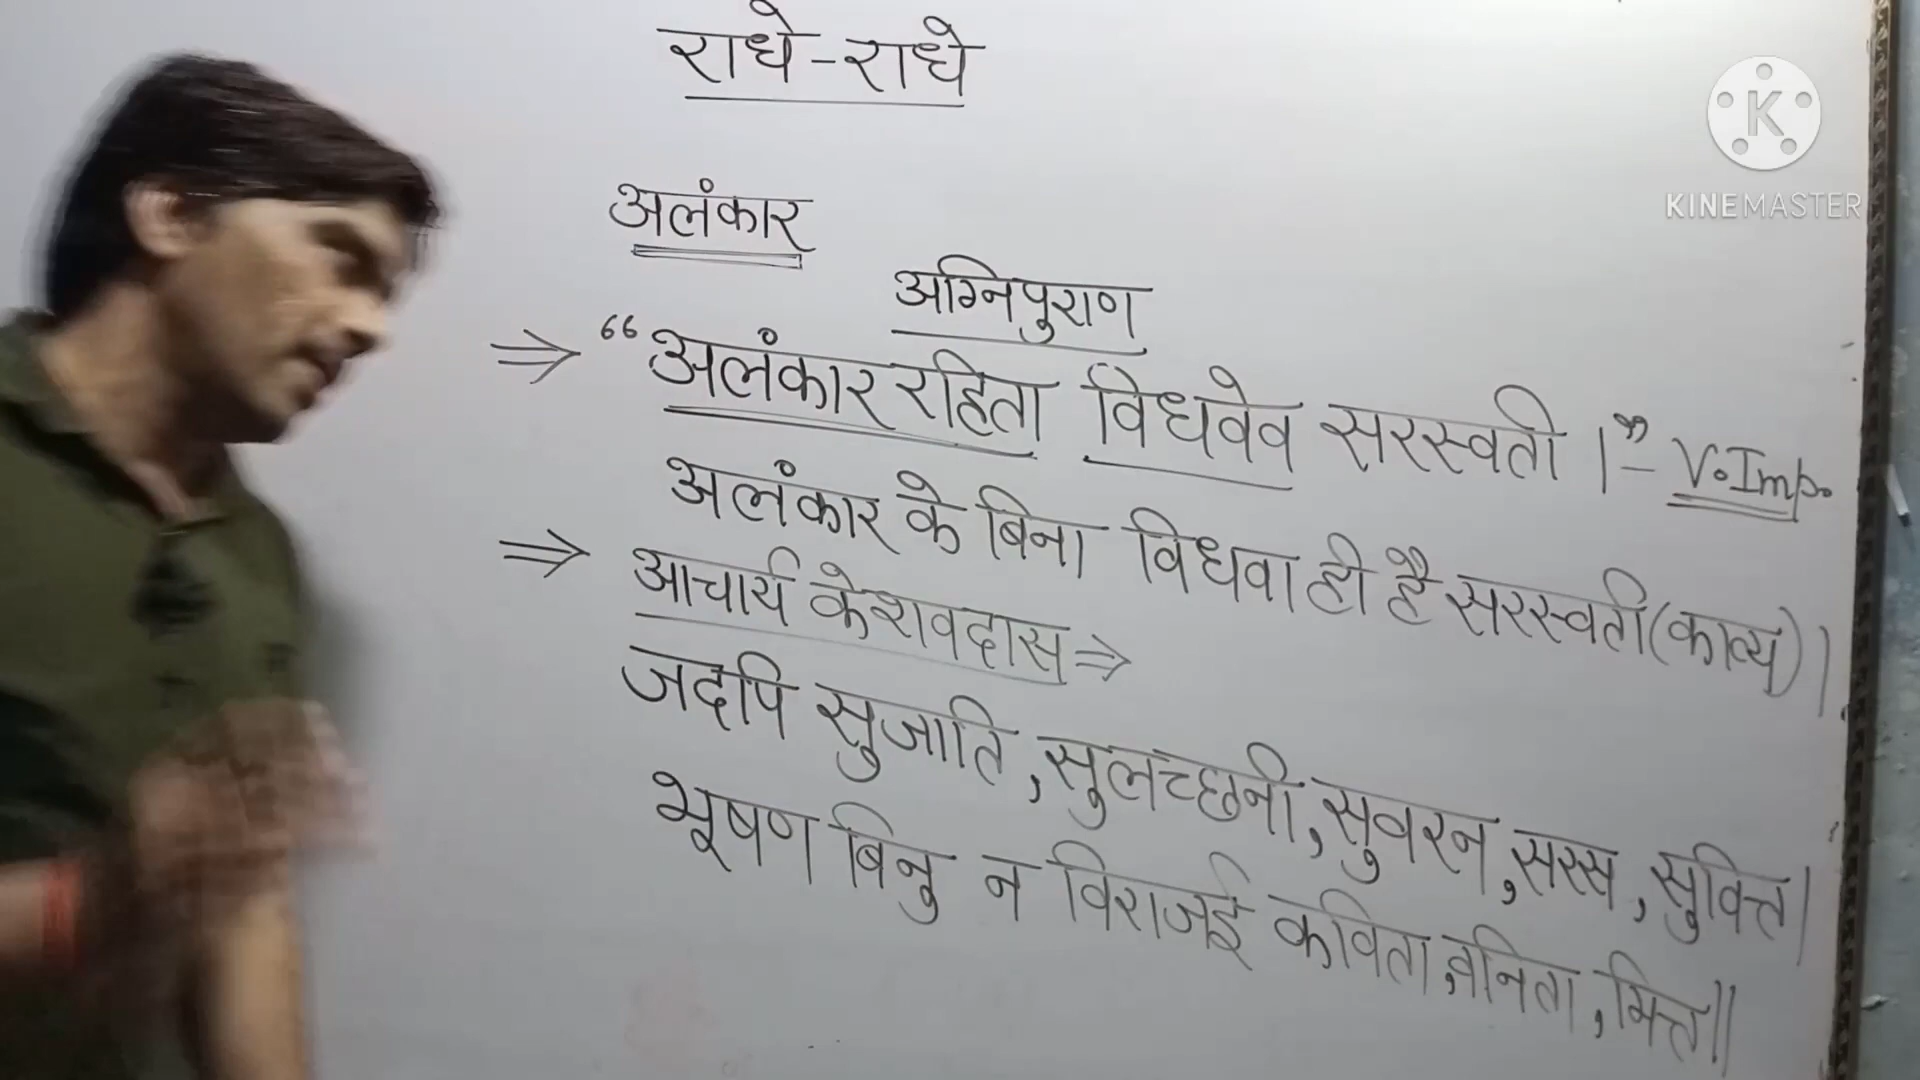 राधे-राधे
KINEMASTER
अलंकार
अग्निपुराण
⇒ “अलंकार रहिता विधवेव सरस्वती ।” - V.Imp.
अलंकार के बिना विधवा ही है सरस्वती (काव्य) ।
⇒ आचार्य केशवदास ⇒
जदपि सुजाति, सुलच्छनी, सुवरन, सरस, सुवित्त।
भूषण बिनु न विराजई कविता, वनिता, मित्त॥